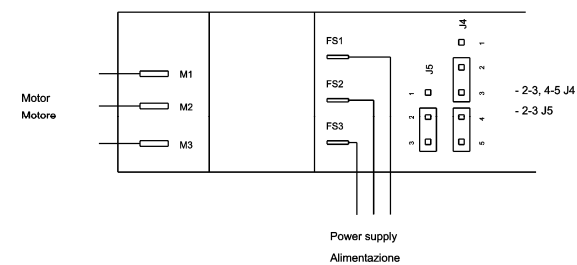 J4
FS1
1
J5
2
M1
FS2
1
3
- 2-3, 4-5 J4
Motor
M2
- 2-3 J5
Motore
2
4
FS3
M3
3
5
Power supply
Alimentazione